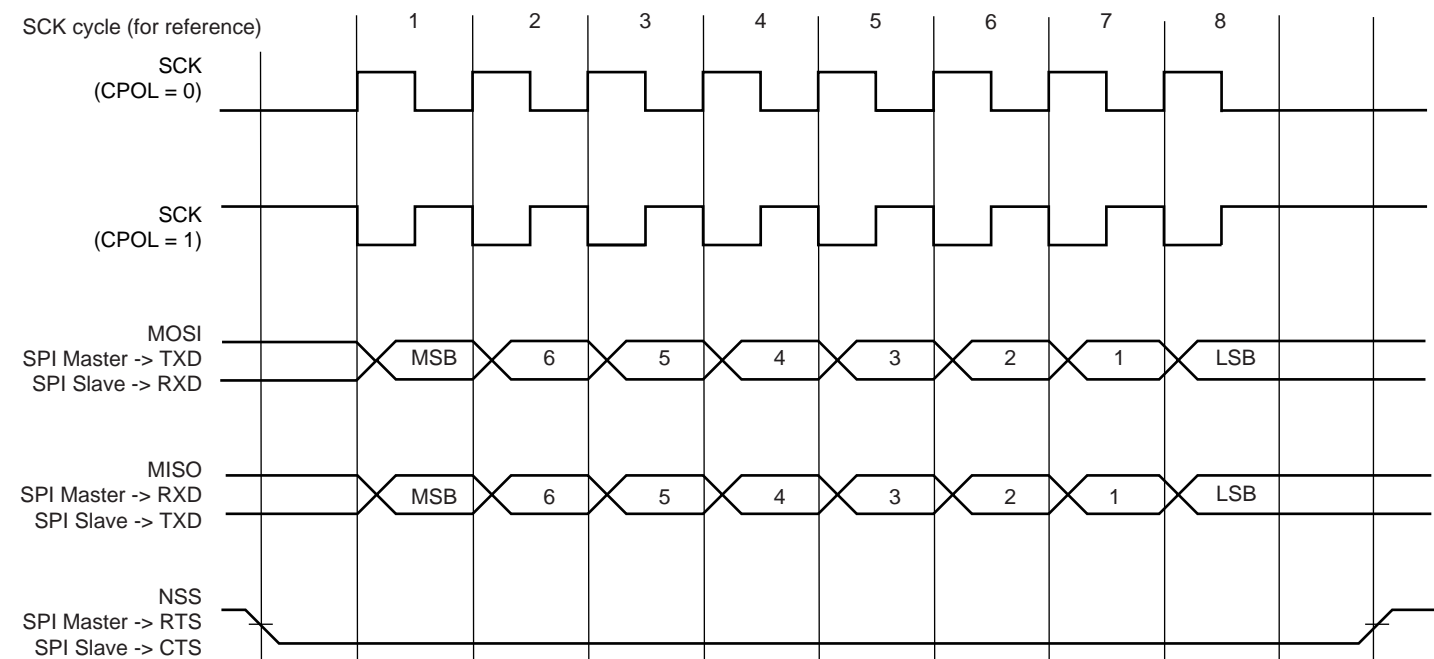 SCK cycle (for reference)
1 2 3 4 5 6 7 8
SCK
(CPOL = 0)
SCK
(CPOL = 1)
MOSI
SPI Master -> TXD
SPI Slave -> RXD
MSB 6 5 4 3 2 1 LSB
MISO
SPI Master -> RXD
SPI Slave -> TXD
MSB 6 5 4 3 2 1 LSB
NSS
SPI Master -> RTS
SPI Slave -> CTS